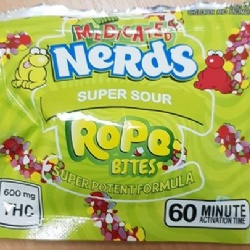 MEDICATED
NeRDS
SUPER SOUR
ROPe
BITES
SUPER POTENT FORMULA
600 mg
THC
60 MINUTE
ACTIVATION TIME